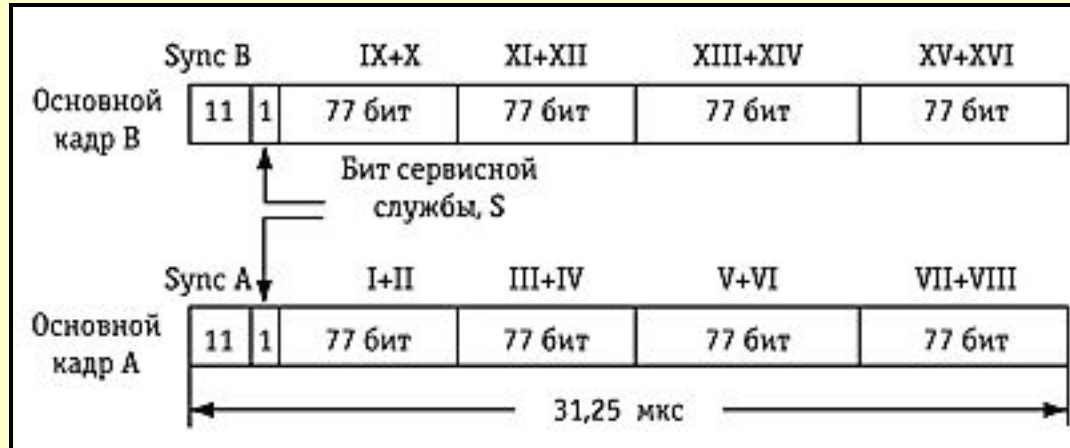 Sync B IX+X XI+XII XIII+XIV XV+XVI
Основной
кадр B
11 1 77 бит 77 бит 77 бит 77 бит
Бит сервисной
службы, S
Sync A I+II III+IV V+VI VII+VIII
Основной
кадр A
11 1 77 бит 77 бит 77 бит 77 бит
31,25 мкс